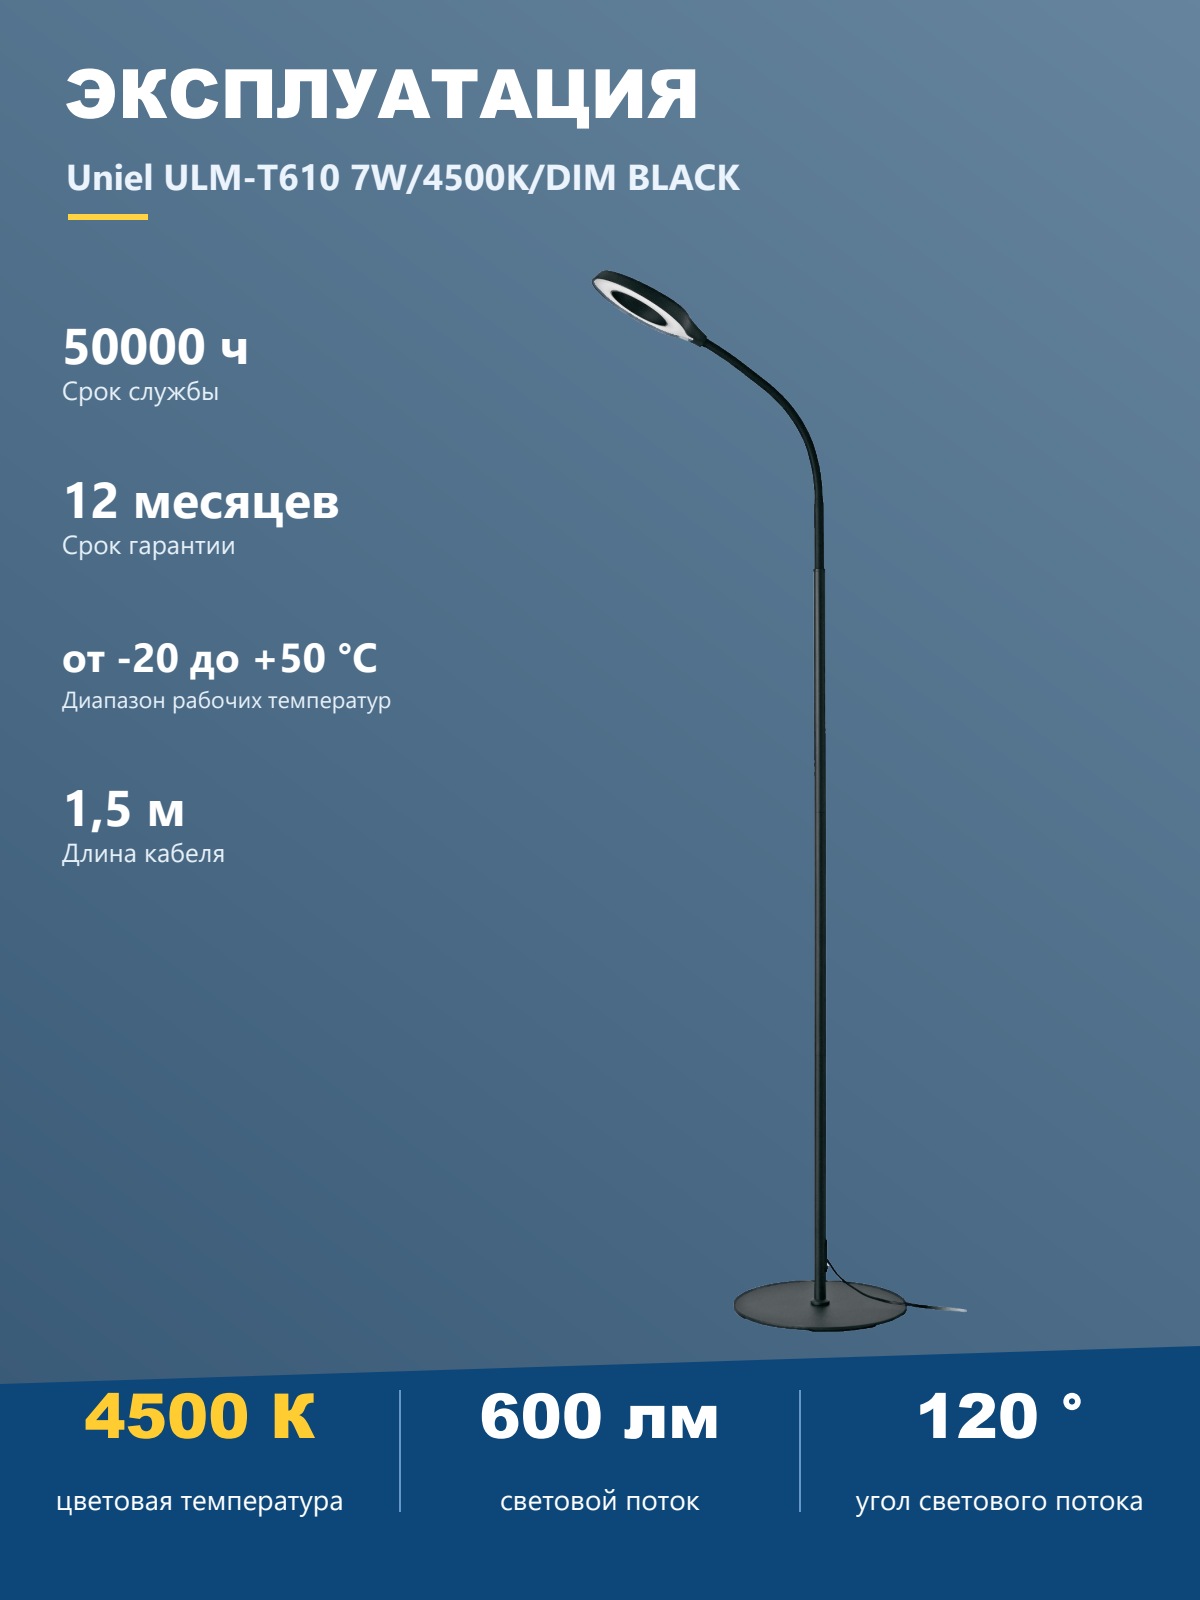 ЭКСПЛУАТАЦИЯ
Uniel ULM-T610 7W/4500K/DIM BLACK
50000 ч
Срок службы
12 месяцев
Срок гарантии
от -20 до +50 °C
Диапазон рабочих температур
1,5 м
Длина кабеля
4500 К
цветовая температура
600 лм
световой поток
120 °
угол светового потока